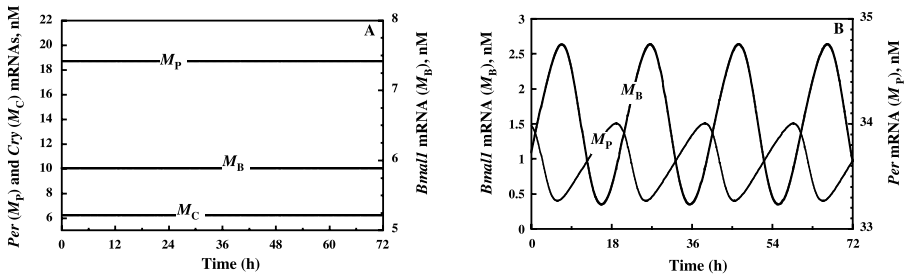 A
Per (MP) and Cry (MC) mRNAs, nM
22
20
18
16
14
12
10
8
6
MP
MB
MC
8
7
6
5
Bmal1 mRNA (MB), nM
0 12 24 36 48 60 72
Time (h)
B
Bmal1 mRNA (MB), nM
3
2.5
2
1.5
1
0.5
0
MB
MP
35
34
33
Per mRNA (MP), nM
0 18 36 54 72
Time (h)